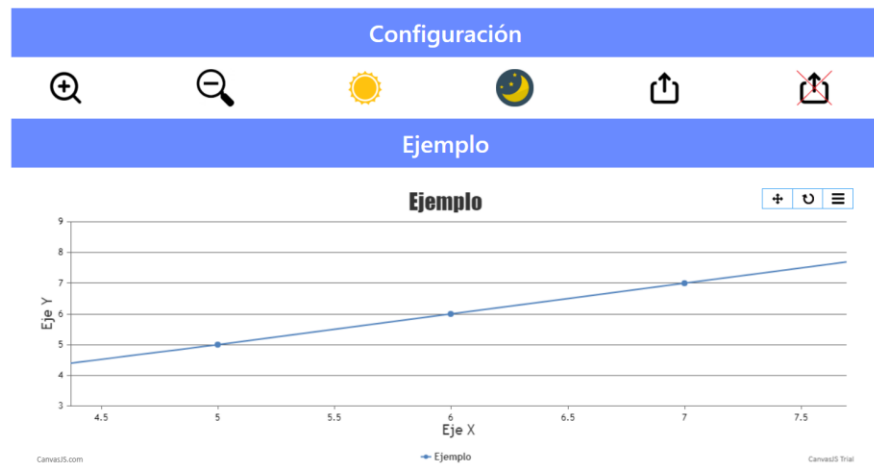 Configuración
Ejemplo
Ejemplo
9
8
7
6
5
4
3
Eje Y
4.5 5 5.5 6 6.5 7 7.5
Eje X
CanvasJS.com Ejemplo CanvasJS Trial